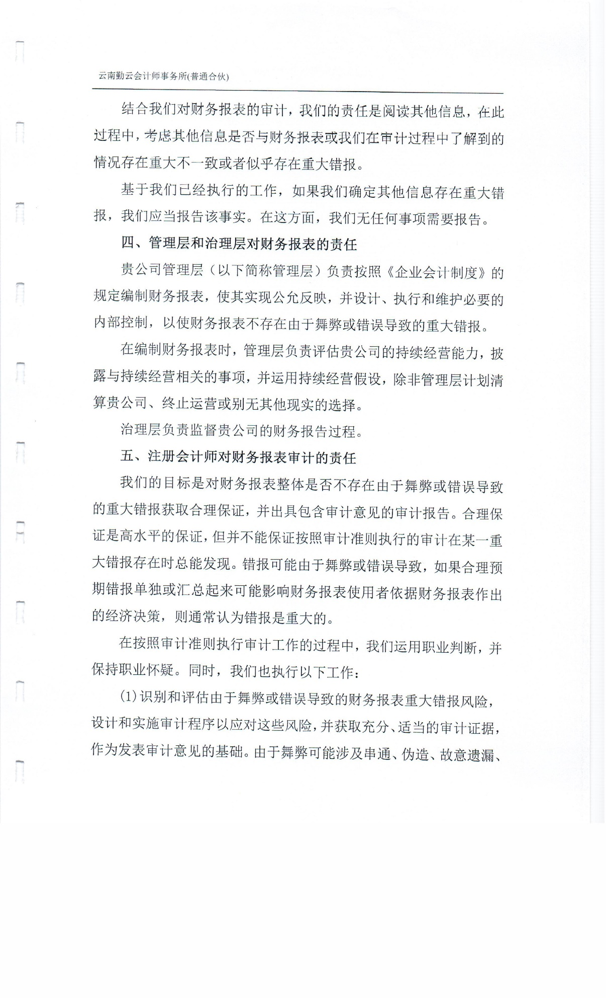 云南勤云会计师事务所(普通合伙)
结合我们对财务报表的审计，我们的责任是阅读其他信息，在此
过程中，考虑其他信息是否与财务报表或我们在审计过程中了解到的
情况存在重大不一致或者似乎存在重大错报。
基于我们已经执行的工作，如果我们确定其他信息存在重大错
报，我们应当报告该事实。在这方面，我们无任何事项需要报告。
四、管理层和治理层对财务报表的责任
贵公司管理层（以下简称管理层）负责按照《企业会计制度》的
规定编制财务报表，使其实现公允反映，并设计、执行和维护必要的
内部控制，以使财务报表不存在由于舞弊或错误导致的重大错报。
在编制财务报表时，管理层负责评估贵公司的持续经营能力，披
露与持续经营相关的事项，并运用持续经营假设，除非管理层计划清
算贵公司、终止运营或别无其他现实的选择。
治理层负责监督贵公司的财务报告过程。
五、注册会计师对财务报表审计的责任
我们的目标是对财务报表整体是否不存在由于舞弊或错误导致
的重大错报获取合理保证，并出具包含审计意见的审计报告。合理保
证是高水平的保证，但并不能保证按照审计准则执行的审计在某一重
大错报存在时总能发现。错报可能由于舞弊或错误导致，如果合理预
期错报单独或汇总起来可能影响财务报表使用者依据财务报表作出
的经济决策，则通常认为错报是重大的。
在按照审计准则执行审计工作的过程中，我们运用职业判断，并
保持职业怀疑。同时，我们也执行以下工作：
(1)识别和评估由于舞弊或错误导致的财务报表重大错报风险，
设计和实施审计程序以应对这些风险，并获取充分、适当的审计证据，
作为发表审计意见的基础。由于舞弊可能涉及串通、伪造、故意遗漏、